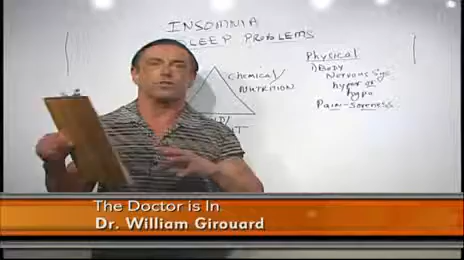 INSOMNIA
SLEEP PROBLEMS
Physical
1) BODY
Chemical
Nervous Sys
NUTRITION
hyper or
hypo
Pain-Soreness
The Doctor is In
Dr. William Girouard